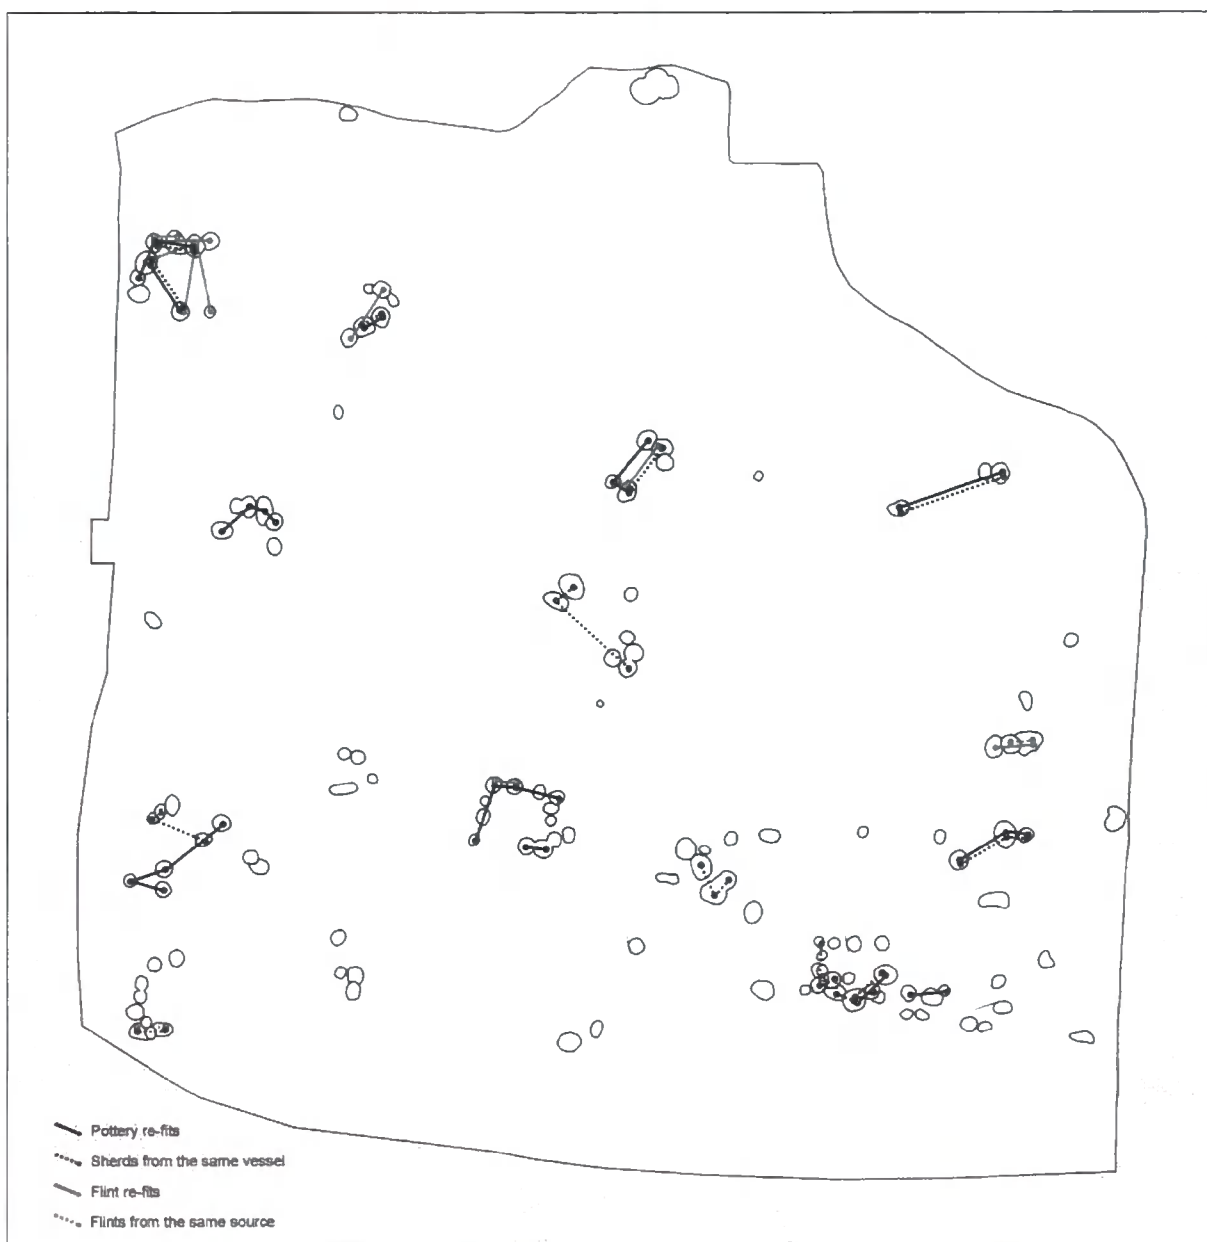 Pottery re-fits
Sherds from the same vessel
Flint re-fits
Flints from the same source